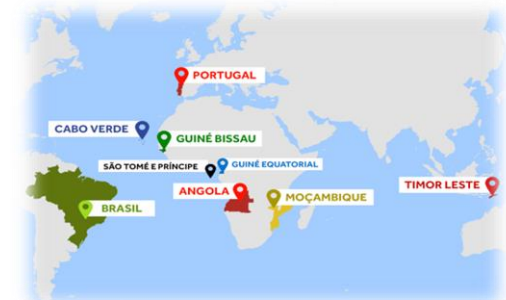 PORTUGAL
CABO VERDE
GUINÉ BISSAU
SÃO TOMÉ E PRÍNCIPE
GUINÉ EQUATORIAL
ANGOLA
MOÇAMBIQUE
TIMOR LESTE
BRASIL